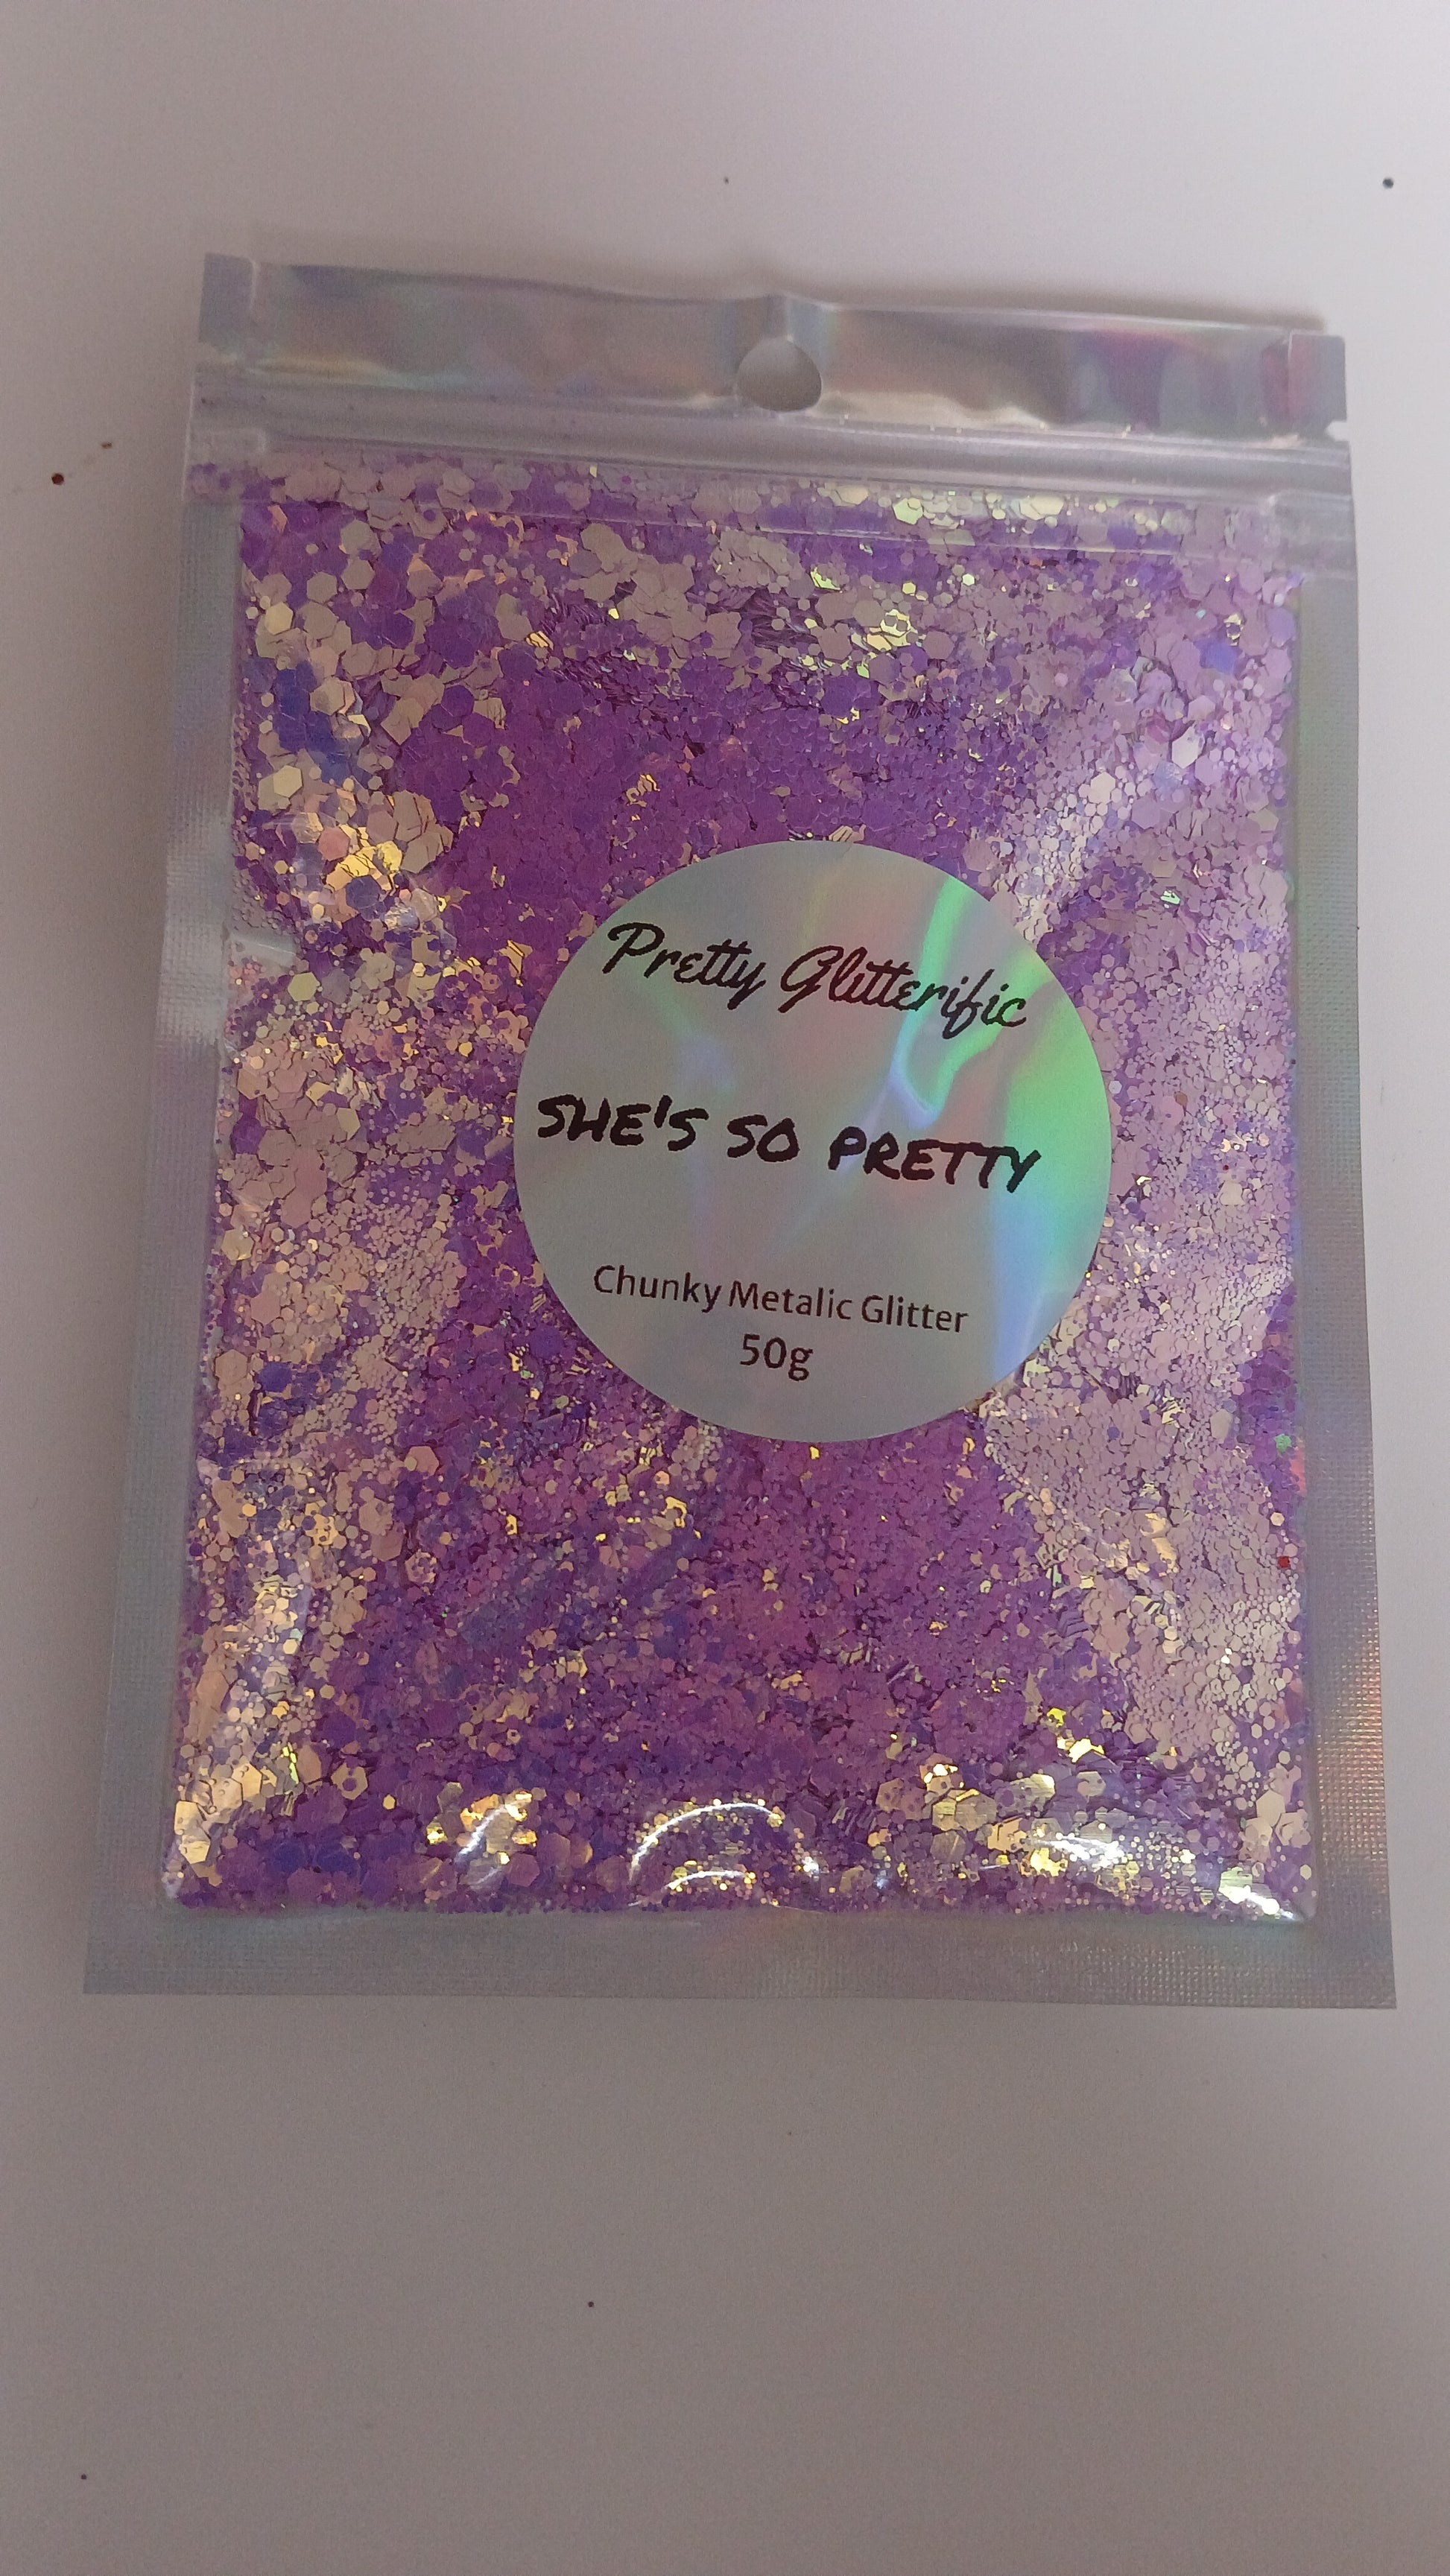 Pretty Glitterific
SHE'S SO PRETTY
Chunky Metalic Glitter
50g